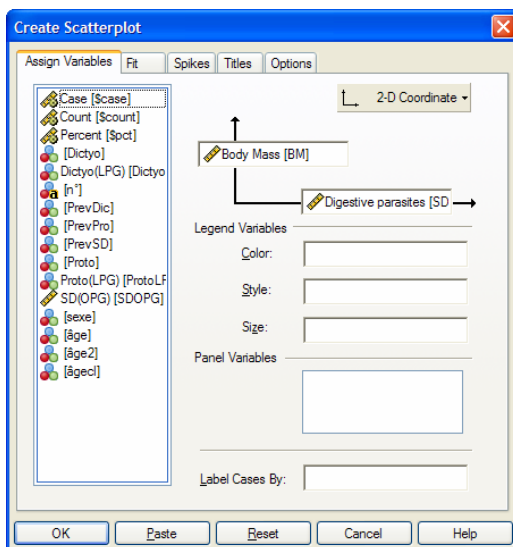 Create Scatterplot
Assign Variables Fit Spikes Titles Options
Case [$case]
Count [$count]
Percent [$pct]
[Dictyo]
Dictyo(LPG) [Dictyo
[n°]
[PrevDic]
[PrevPro]
[PrevSD]
[Proto]
Proto(LPG) [ProtoLF
SD(OPG) [SDOPG]
[sexe]
[âge]
[âge2]
[âgecl]
2-D Coordinate
Body Mass [BM]
Digestive parasites [SD
Legend Variables
Color:
Style:
Size:
Panel Variables
Label Cases By:
OK Paste Reset Cancel Help